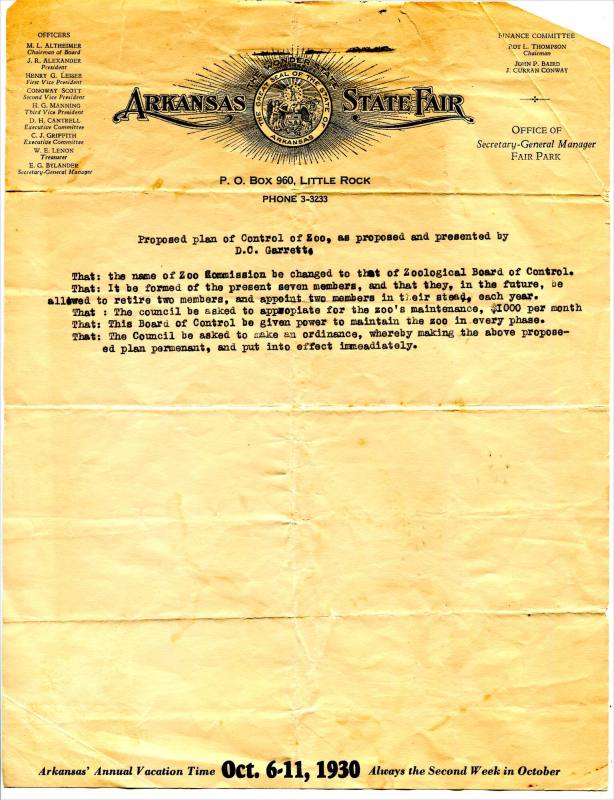 OFFICERS
M. L. ALTHEIMER
Chairman of Board
J. R. ALEXANDER
President
HENRY G. LESSER
First Vice President
CONOWAY SCOTT
Second Vice President
H. G. MANNING
Third Vice President
D. H. CANTRELL
Executive Committee
C. J. GRIFFITH
Executive Committee
W. E. LENON
Treasurer
E. G. BYLANDER
Secretary-General Manager
WONDER STATE
GREAT SEAL OF THE STATE OF
ARKANSAS
ARKANSAS STATE FAIR
P. O. BOX 960, LITTLE ROCK
PHONE 3-3233
FINANCE COMMITTEE
ROY L. THOMPSON
Chairman
JOHN P. BAIRD
J. CURRAN CONWAY
OFFICE OF
Secretary-General Manager
FAIR PARK
Proposed plan of Control of Zoo, as proposed and presented by
D.C. Garrett.
That: the name of Zoo Commission be changed to that of Zoological Board of Control.
That: It be formed of the present seven members, and that they, in the future, be
allowed to retire two members, and appoint two members in their stead, each year.
That : The council be asked to appropiate for the zoo's maintenance, $1000 per month
That: This Board of Control be given power to maintain the zoo in every phase.
That: The Council be asked to make an ordinance, whereby making the above propose-
ed plan permenant, and put into effect immeadiately.
Arkansas' Annual Vacation Time Oct. 6-11, 1930 Always the Second Week in October